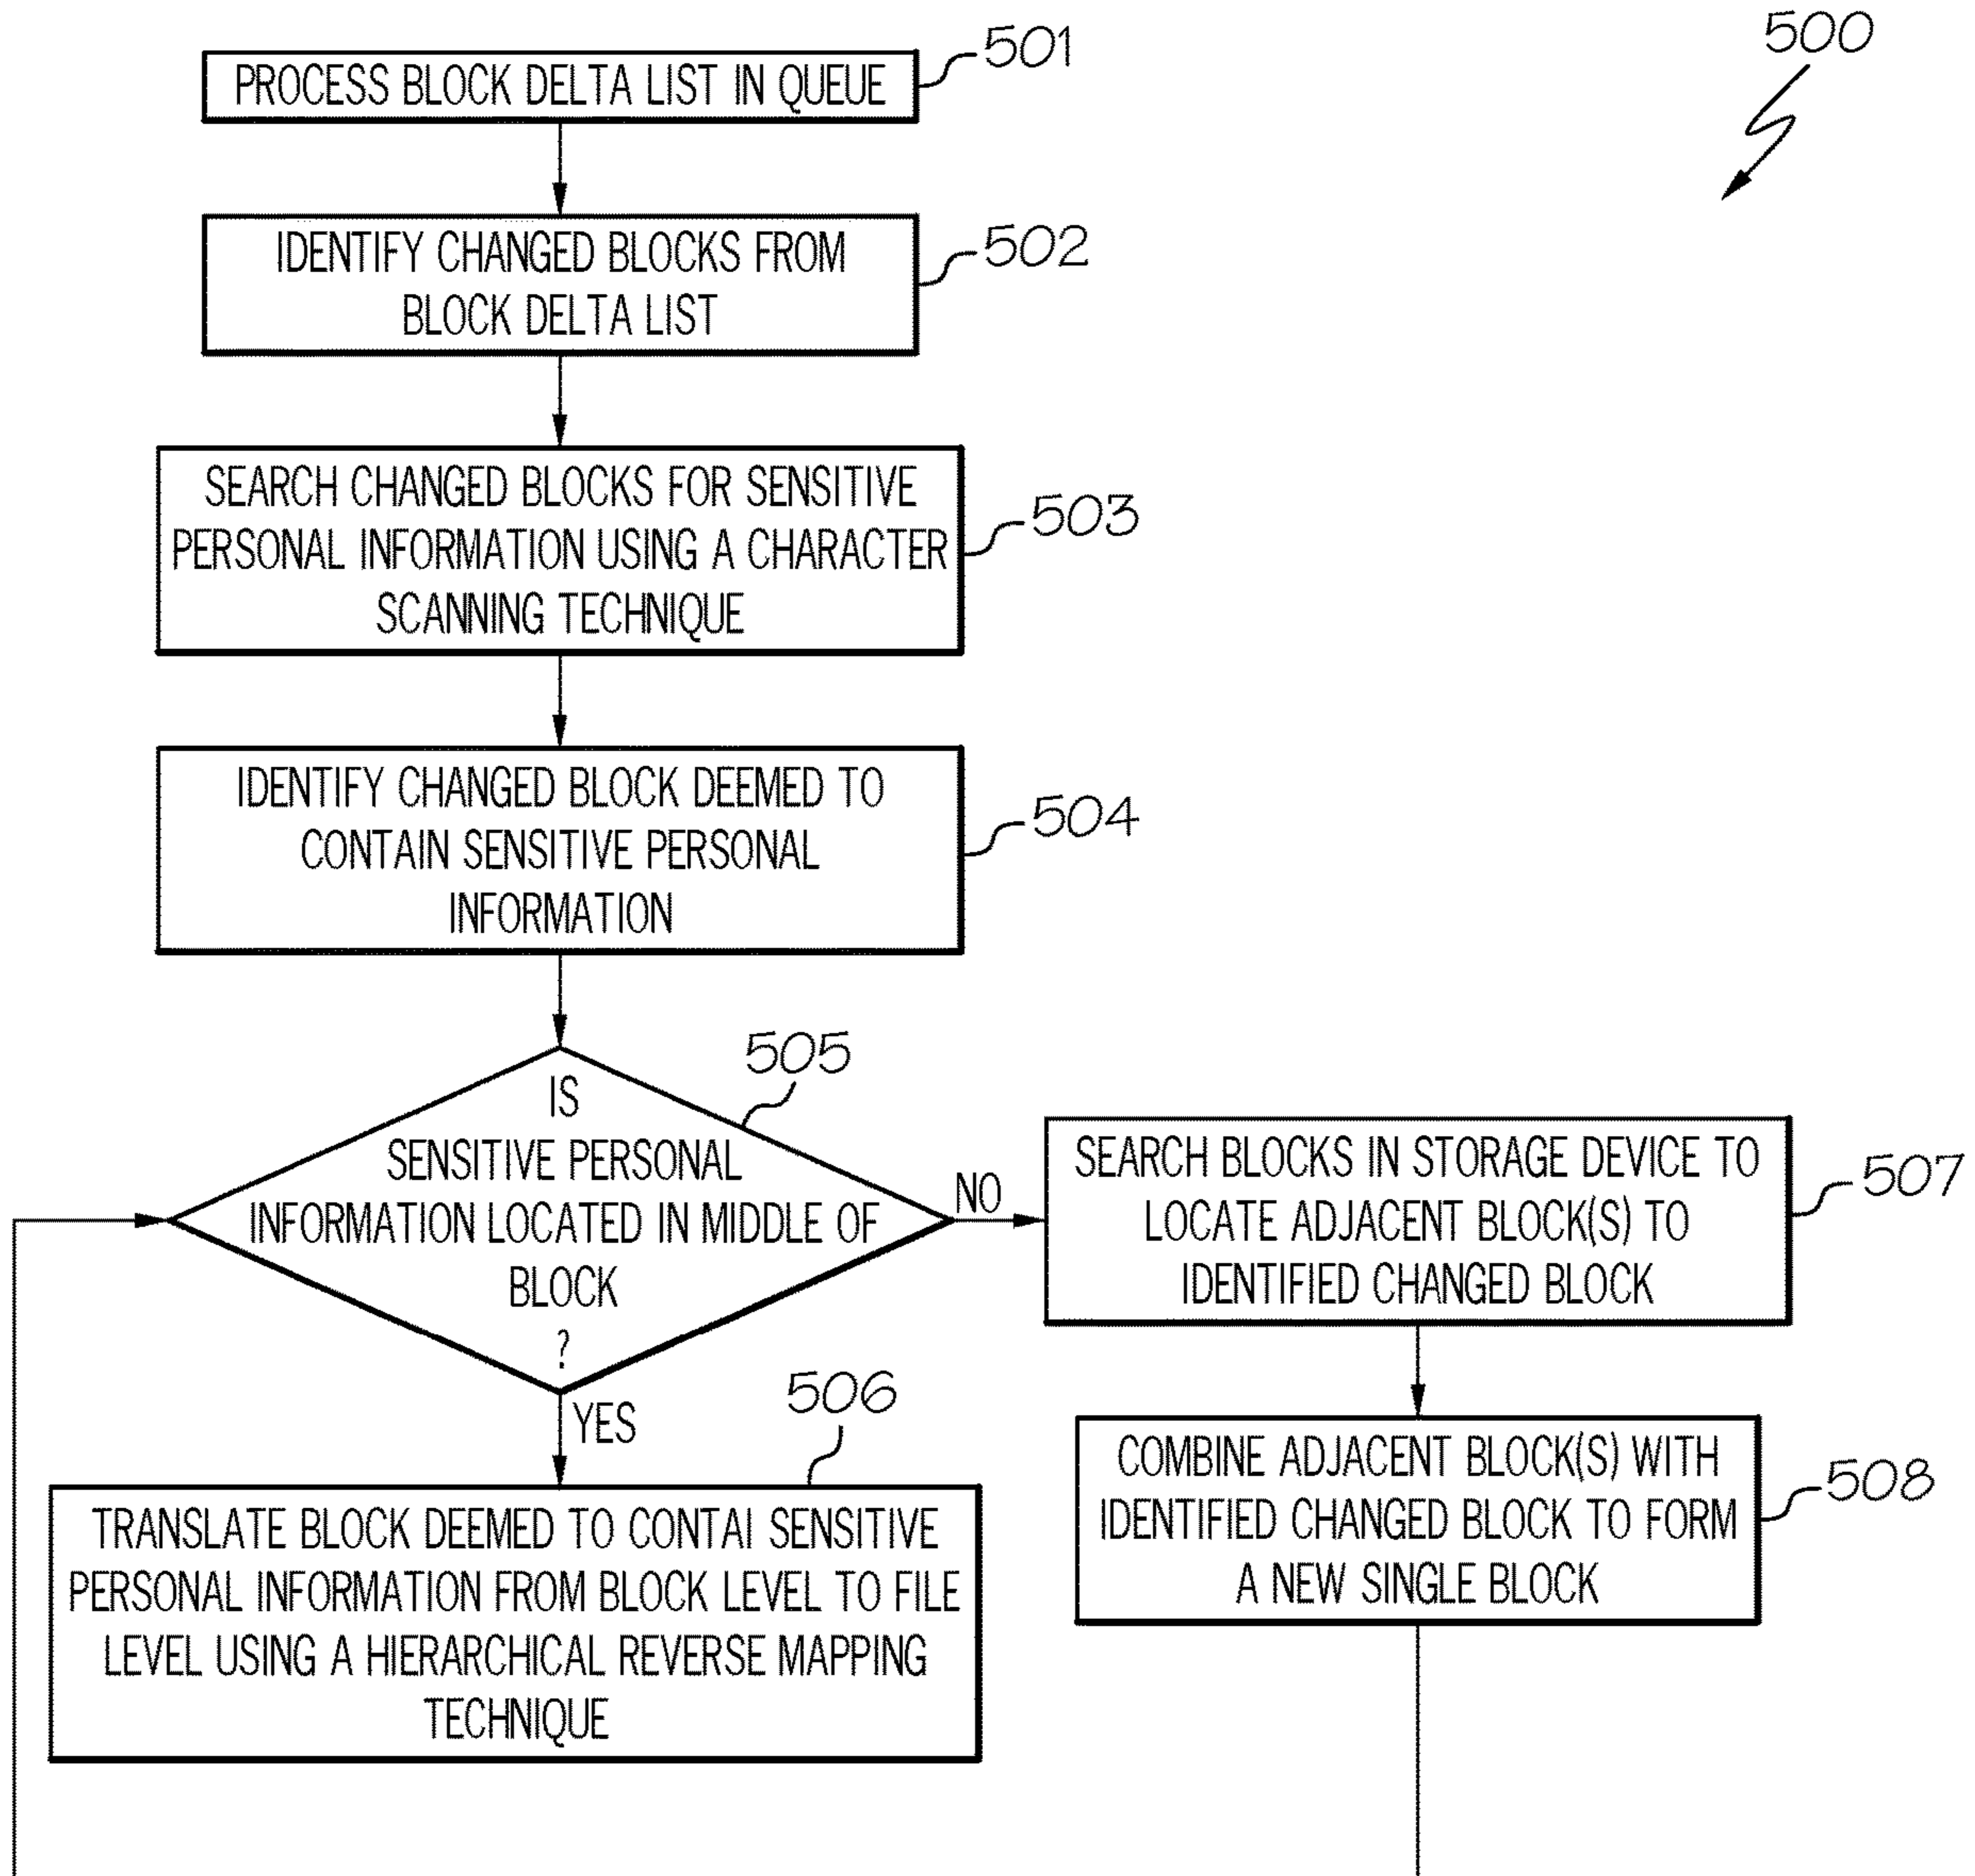 500
501
PROCESS BLOCK DELTA LIST IN QUEUE
502
IDENTIFY CHANGED BLOCKS FROM
BLOCK DELTA LIST
503
SEARCH CHANGED BLOCKS FOR SENSITIVE
PERSONAL INFORMATION USING A CHARACTER
SCANNING TECHNIQUE
504
IDENTIFY CHANGED BLOCK DEEMED TO
CONTAIN SENSITIVE PERSONAL
INFORMATION
505
IS
SENSITIVE PERSONAL
INFORMATION LOCATED IN MIDDLE OF
BLOCK
?
NO
507
SEARCH BLOCKS IN STORAGE DEVICE TO
LOCATE ADJACENT BLOCK(S) TO
IDENTIFIED CHANGED BLOCK
YES
506
TRANSLATE BLOCK DEEMED TO CONTAI SENSITIVE
PERSONAL INFORMATION FROM BLOCK LEVEL TO FILE
LEVEL USING A HIERARCHICAL REVERSE MAPPING
TECHNIQUE
508
COMBINE ADJACENT BLOCK(S) WITH
IDENTIFIED CHANGED BLOCK TO FORM
A NEW SINGLE BLOCK